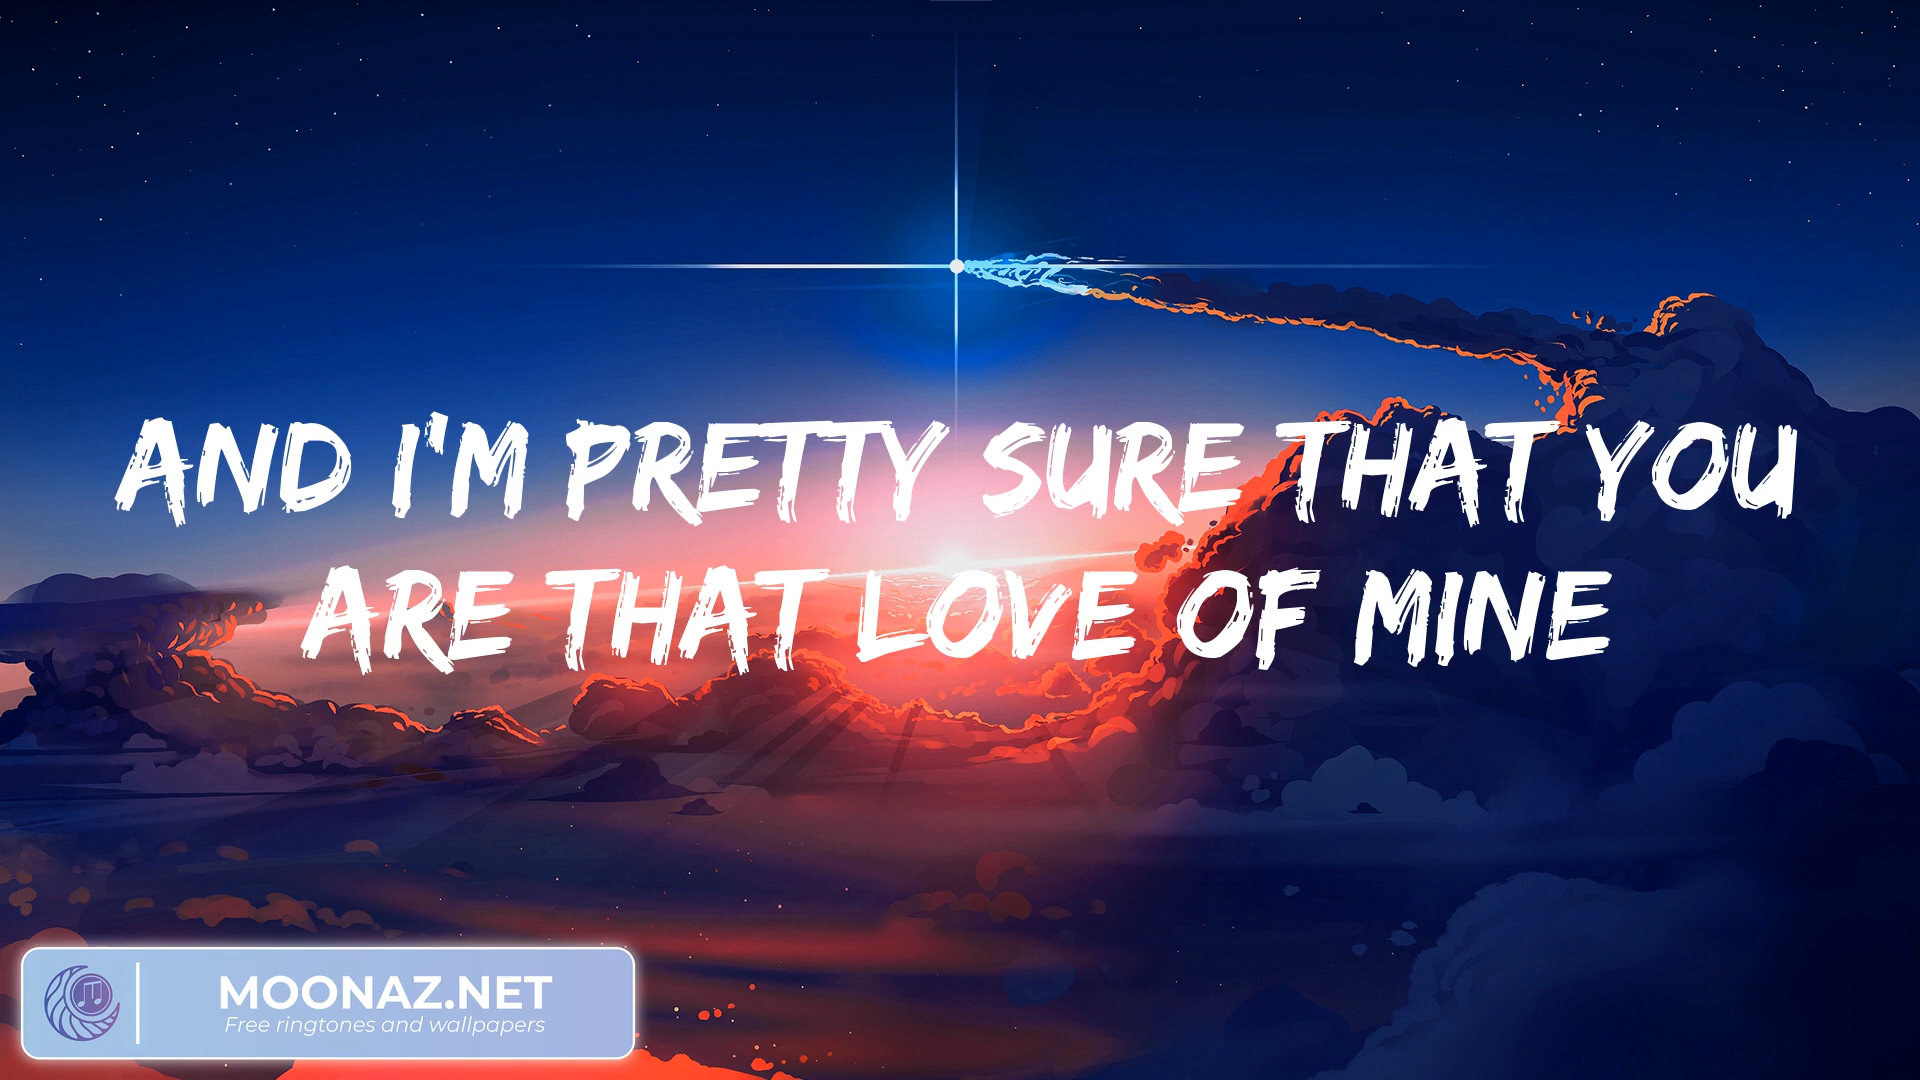 AND I'M PRETTY SURE THAT YOU
ARE THAT LOVE OF MINE
MOONAZ.NET
Free ringtones and wallpapers